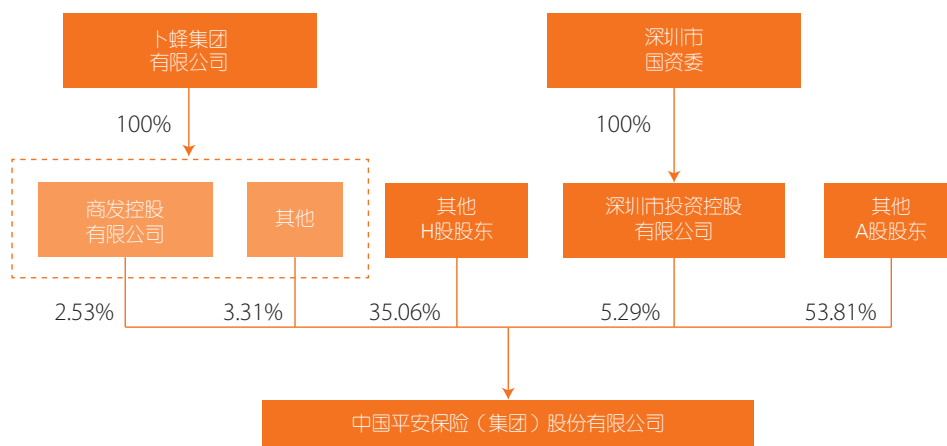 卜蜂集团
有限公司
深圳市
国资委
100%
100%
商发控股
有限公司
其他
其他
H股股东
深圳市投资控股
有限公司
其他
A股股东
2.53%
3.31%
35.06%
5.29%
53.81%
中国平安保险（集团）股份有限公司